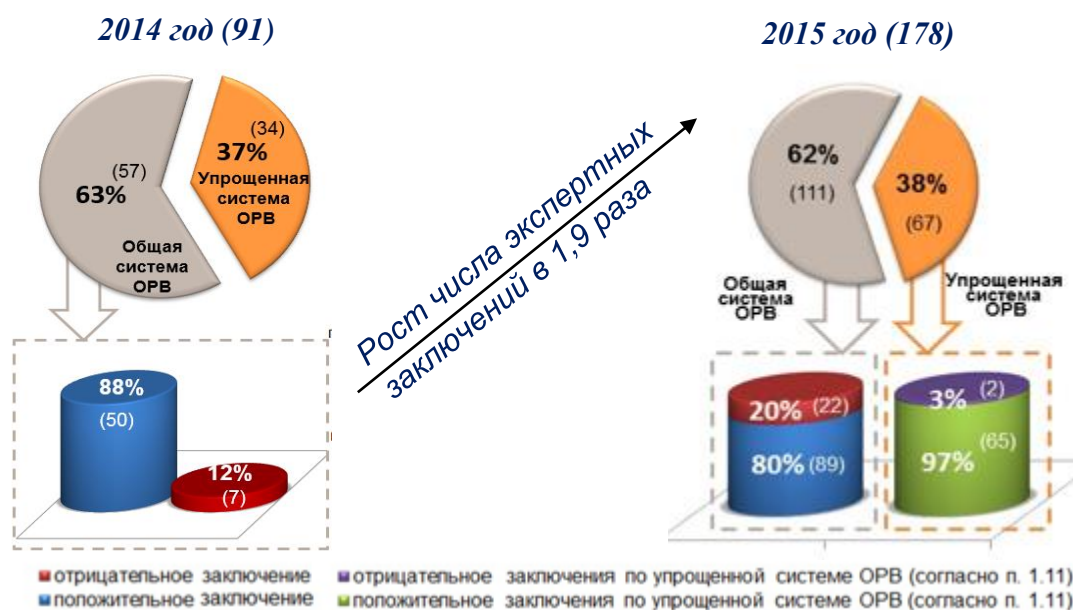 2014 год (91)
(34)
37%
Упрощенная
система
ОРВ
(57)
63%
Общая
система
ОРВ
88%
(50)
12%
(7)
Рост числа экспертных
заключений в 1,9 раза
2015 год (178)
62%
(111)
38%
(67)
Общая
система
ОРВ
Упрощенная
система
ОРВ
20% (22)
80% (89)
3% (2)
97% (65)
отрицательное заключение
положительное заключение
отрицательное заключения по упрощенной системе ОРВ (согласно п. 1.11)
положительное заключения по упрощенной системе ОРВ (согласно п. 1.11)